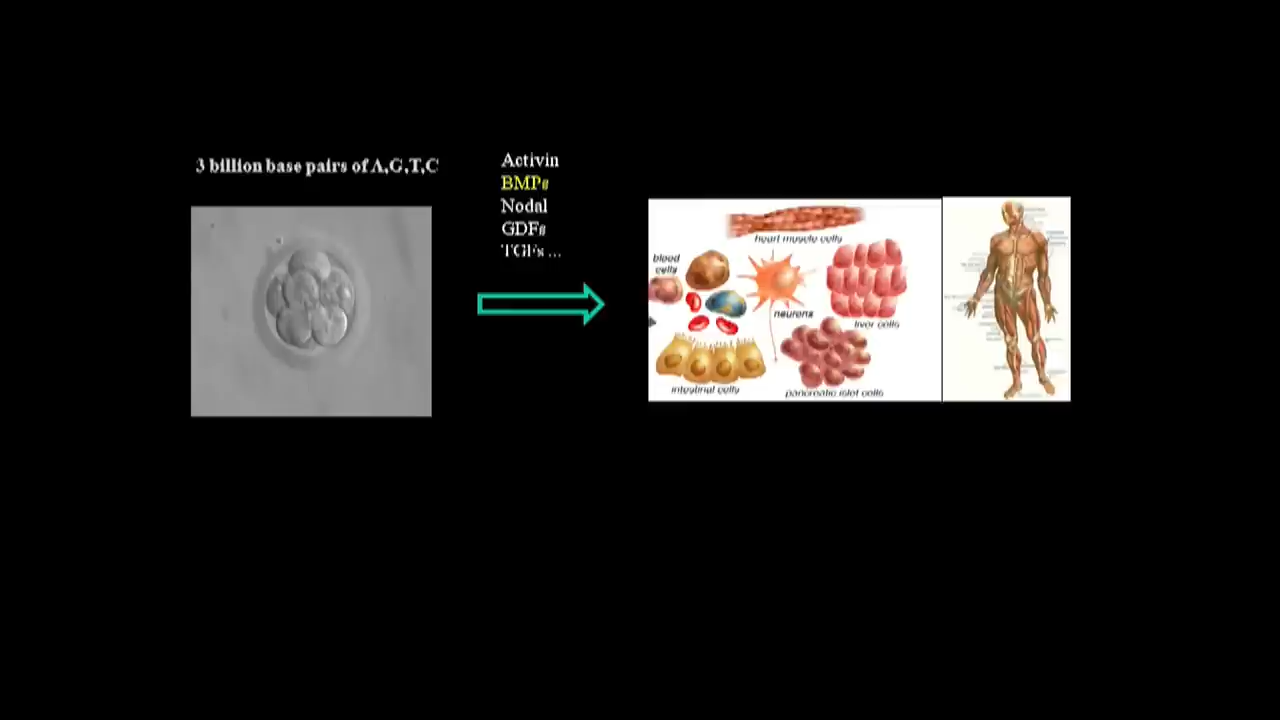 3 billion base pairs of A,G,T,C
Activin
BMPs
Nodal
GDFs
TGFs ...
heart muscle cells
blood
cells
neurons
liver cells
intestinal cells
pancreatic islet cells